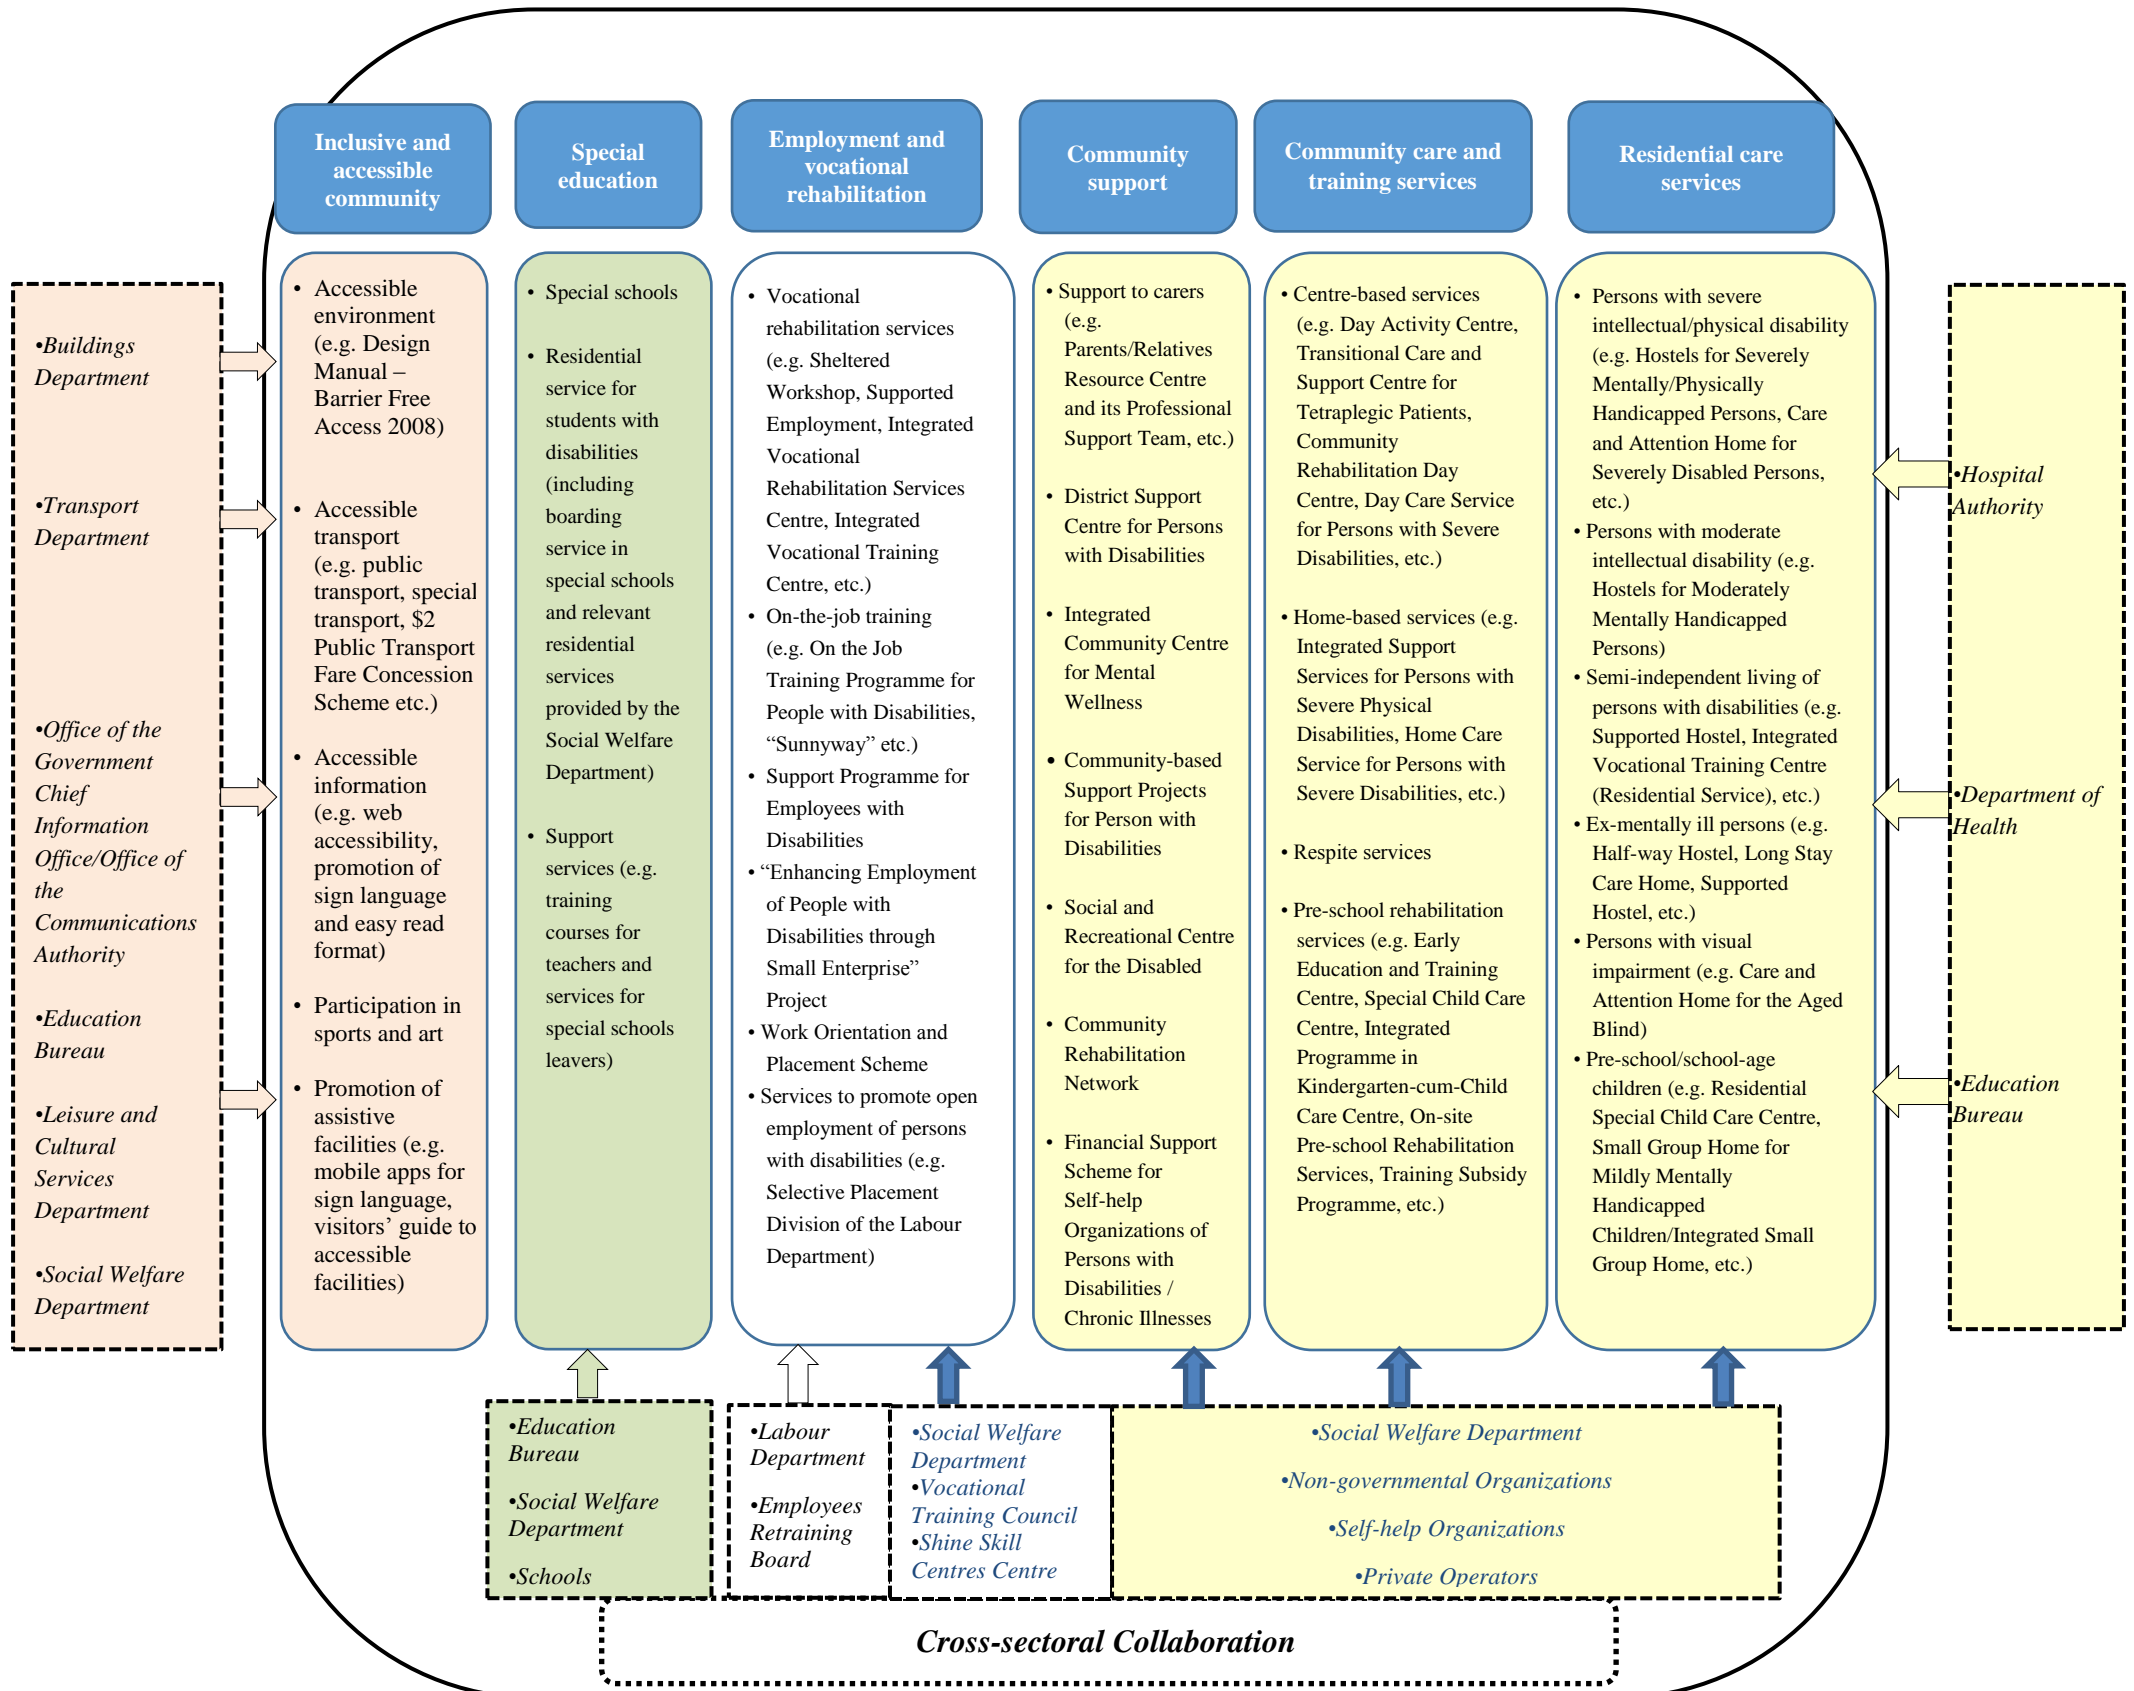 Inclusive and
accessible
community
Special
education
Employment and
vocational
rehabilitation
Community
support
Community care and
training services
Residential care
services
•Buildings
Department
•Transport
Department
•Office of the
Government
Chief
Information
Office/Office of
the
Communications
Authority
•Education
Bureau
•Leisure and
Cultural
Services
Department
•Social Welfare
Department
• Accessible
environment
(e.g. Design
Manual –
Barrier Free
Access 2008)
• Accessible
transport
(e.g. public
transport, special
transport, $2
Public Transport
Fare Concession
Scheme etc.)
• Accessible
information
(e.g. web
accessibility,
promotion of
sign language
and easy read
format)
• Participation in
sports and art
• Promotion of
assistive
facilities (e.g.
mobile apps for
sign language,
visitors’ guide to
accessible
facilities)
• Special schools
• Residential
service for
students with
disabilities
(including
boarding
service in
special schools
and relevant
residential
services
provided by the
Social Welfare
Department)
• Support
services (e.g.
training
courses for
teachers and
services for
special schools
leavers)
• Vocational
rehabilitation services
(e.g. Sheltered
Workshop, Supported
Employment, Integrated
Vocational
Rehabilitation Services
Centre, Integrated
Vocational Training
Centre, etc.)
• On-the-job training
(e.g. On the Job
Training Programme for
People with Disabilities,
“Sunnyway” etc.)
• Support Programme for
Employees with
Disabilities
• “Enhancing Employment
of People with
Disabilities through
Small Enterprise”
Project
• Work Orientation and
Placement Scheme
• Services to promote open
employment of persons
with disabilities (e.g.
Selective Placement
Division of the Labour
Department)
• Support to carers
(e.g.
Parents/Relatives
Resource Centre
and its Professional
Support Team, etc.)
• District Support
Centre for Persons
with Disabilities
• Integrated
Community Centre
for Mental
Wellness
• Community-based
Support Projects
for Person with
Disabilities
• Social and
Recreational Centre
for the Disabled
• Community
Rehabilitation
Network
• Financial Support
Scheme for
Self-help
Organizations of
Persons with
Disabilities /
Chronic Illnesses
• Centre-based services
(e.g. Day Activity Centre,
Transitional Care and
Support Centre for
Tetraplegic Patients,
Community
Rehabilitation Day
Centre, Day Care Service
for Persons with Severe
Disabilities, etc.)
• Home-based services (e.g.
Integrated Support
Services for Persons with
Severe Physical
Disabilities, Home Care
Service for Persons with
Severe Disabilities, etc.)
• Respite services
• Pre-school rehabilitation
services (e.g. Early
Education and Training
Centre, Special Child Care
Centre, Integrated
Programme in
Kindergarten-cum-Child
Care Centre, On-site
Pre-school Rehabilitation
Services, Training Subsidy
Programme, etc.)
• Persons with severe
intellectual/physical disability
(e.g. Hostels for Severely
Mentally/Physically
Handicapped Persons, Care
and Attention Home for
Severely Disabled Persons,
etc.)
• Persons with moderate
intellectual disability (e.g.
Hostels for Moderately
Mentally Handicapped
Persons)
• Semi-independent living of
persons with disabilities (e.g.
Supported Hostel, Integrated
Vocational Training Centre
(Residential Service), etc.)
• Ex-mentally ill persons (e.g.
Half-way Hostel, Long Stay
Care Home, Supported
Hostel, etc.)
• Persons with visual
impairment (e.g. Care and
Attention Home for the Aged
Blind)
• Pre-school/school-age
children (e.g. Residential
Special Child Care Centre,
Small Group Home for
Mildly Mentally
Handicapped
Children/Integrated Small
Group Home, etc.)
•Hospital
Authority
•Department of
Health
•Education
Bureau
•Education
Bureau
•Social Welfare
Department
•Schools
•Labour
Department
•Employees
Retraining
Board
•Social Welfare
Department
•Vocational
Training Council
•Shine Skill
Centres Centre
•Social Welfare Department
•Non-governmental Organizations
•Self-help Organizations
•Private Operators
Cross-sectoral Collaboration